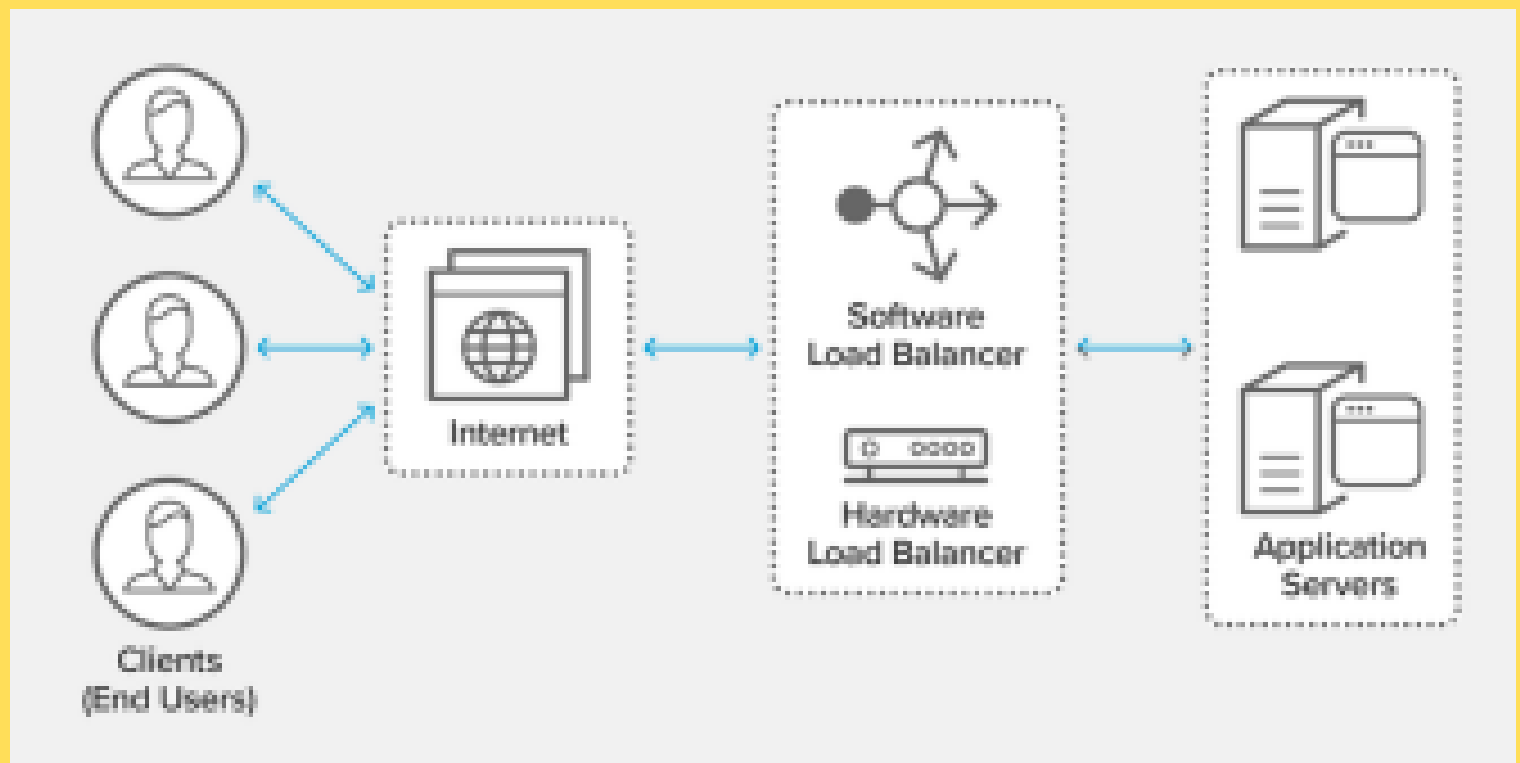 Clients
(End Users)
Internet
Software
Load Balancer
Hardware
Load Balancer
Application
Servers